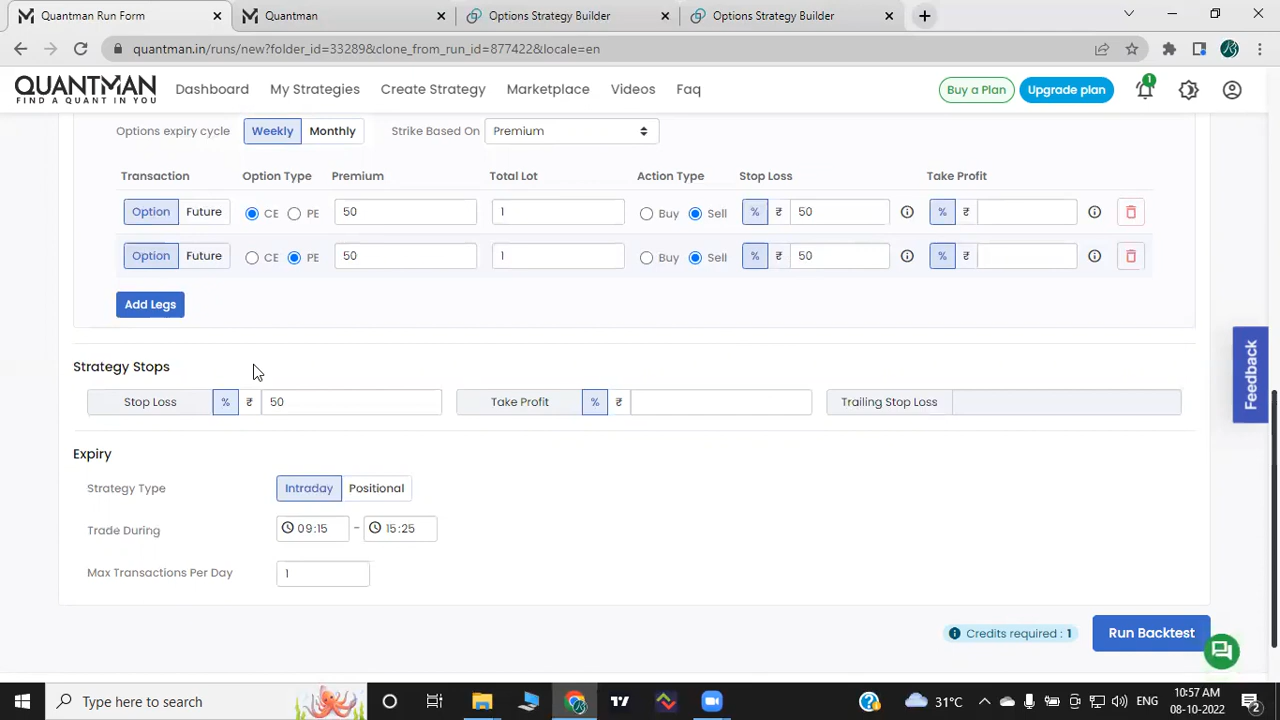 Quantman Run Form
Quantman
Options Strategy Builder
Options Strategy Builder
quantman.in/runs/new?folder_id=33289&clone_from_run_id=877422&locale=en
QUANTMAN
FIND A QUANT IN YOU
Dashboard
My Strategies
Create Strategy
Marketplace
Videos
Faq
Buy a Plan
Upgrade plan
1
Options expiry cycle
Weekly
Monthly
Strike Based On
Premium
Transaction
Option Type
Premium
Total Lot
Action Type
Stop Loss
Take Profit
Option Future CE PE 50 1 Buy Sell % ₹ 50 % ₹
Option Future CE PE 50 1 Buy Sell % ₹ 50 % ₹
Add Legs
Strategy Stops
Stop Loss % ₹ 50
Take Profit % ₹
Trailing Stop Loss
Expiry
Strategy Type
Intraday
Positional
Trade During
09:15 - 15:25
Max Transactions Per Day
1
Credits required : 1
Run Backtest
Feedback
Type here to search
31°C
ENG
10:57 AM
08-10-2022
2